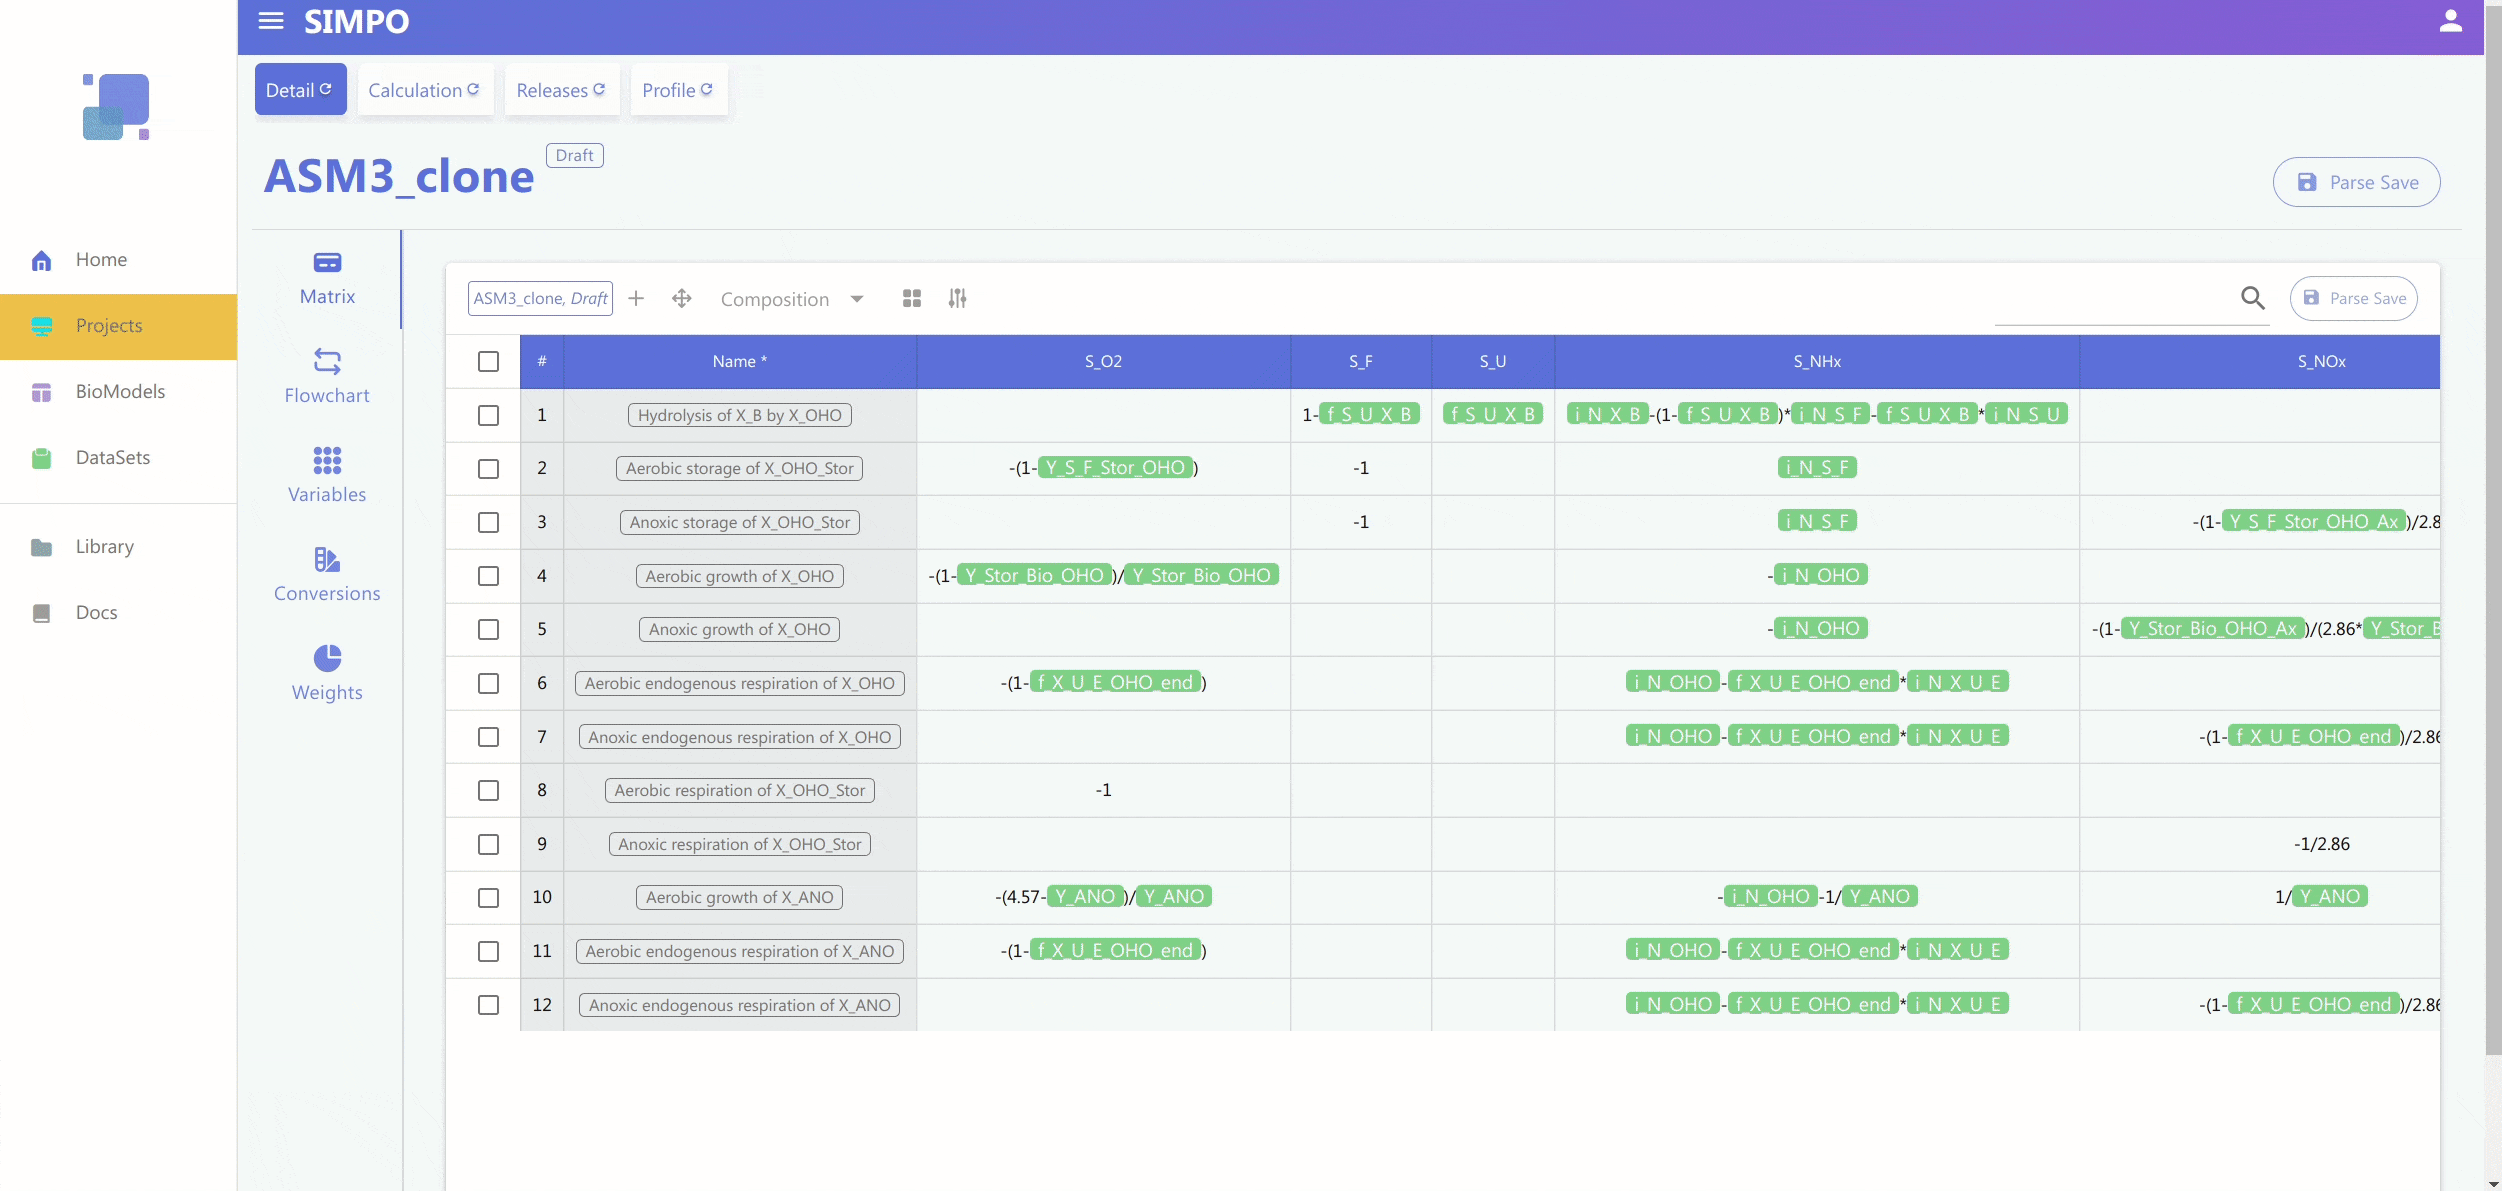 SIMPO
Detail Calculation Releases Profile
ASM3_clone Draft
Parse Save
Home
Projects
BioModels
DataSets
Library
Docs
Matrix
Flowchart
Variables
Conversions
Weights
ASM3_clone, Draft Composition Parse Save
# Name * S_O2 S_F S_U S_NHx S_NOx
1 Hydrolysis of X_B by X_OHO 1-f_S_U_X_B f_S_U_X_B i_N_X_B-(1-f_S_U_X_B)*i_N_S_F-f_S_U_X_B*i_N_S_U
2 Aerobic storage of X_OHO_Stor -(1-Y_S_F_Stor_OHO) -1 i_N_S_F
3 Anoxic storage of X_OHO_Stor -1 i_N_S_F -(1-Y_S_F_Stor_OHO_Ax)/2.8
4 Aerobic growth of X_OHO -(1-Y_Stor_Bio_OHO)/Y_Stor_Bio_OHO -i_N_OHO
5 Anoxic growth of X_OHO -i_N_OHO -(1-Y_Stor_Bio_OHO_Ax)/(2.86*Y_Stor_B
6 Aerobic endogenous respiration of X_OHO -(1-f_X_U_E_OHO_end) i_N_OHO-f_X_U_E_OHO_end*i_N_X_U_E
7 Anoxic endogenous respiration of X_OHO i_N_OHO-f_X_U_E_OHO_end*i_N_X_U_E -(1-f_X_U_E_OHO_end)/2.86
8 Aerobic respiration of X_OHO_Stor -1
9 Anoxic respiration of X_OHO_Stor -1/2.86
10 Aerobic growth of X_ANO -(4.57-Y_ANO)/Y_ANO -i_N_OHO-1/Y_ANO 1/Y_ANO
11 Aerobic endogenous respiration of X_ANO -(1-f_X_U_E_OHO_end) i_N_OHO-f_X_U_E_OHO_end*i_N_X_U_E
12 Anoxic endogenous respiration of X_ANO i_N_OHO-f_X_U_E_OHO_end*i_N_X_U_E -(1-f_X_U_E_OHO_end)/2.86